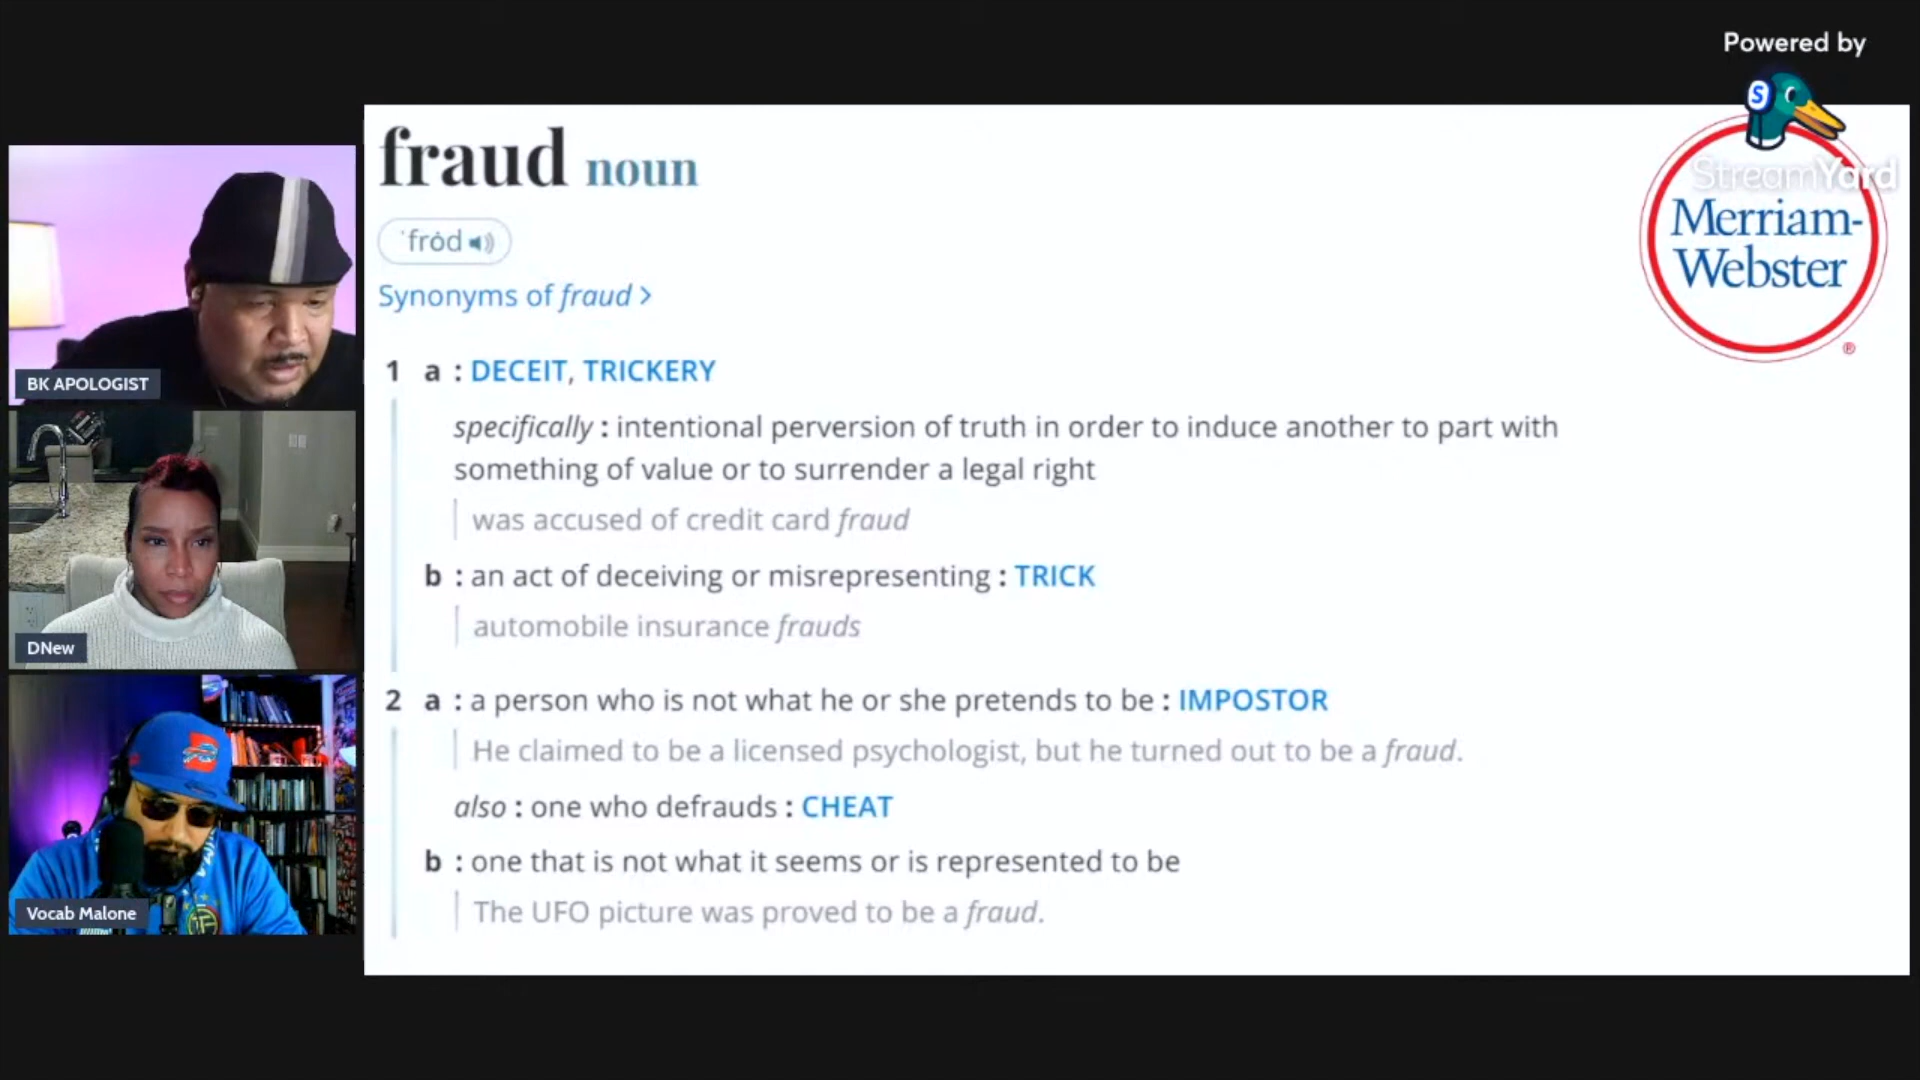 Powered by
S
StreamYard
Merriam-
Webster
®
fraud noun
ˈfrȯd
Synonyms of fraud >
1 a : DECEIT, TRICKERY
specifically : intentional perversion of truth in order to induce another to part with
something of value or to surrender a legal right
was accused of credit card fraud
b : an act of deceiving or misrepresenting : TRICK
automobile insurance frauds
2 a : a person who is not what he or she pretends to be : IMPOSTOR
He claimed to be a licensed psychologist, but he turned out to be a fraud.
also : one who defrauds : CHEAT
b : one that is not what it seems or is represented to be
The UFO picture was proved to be a fraud.
BK APOLOGIST
DNew
Vocab Malone